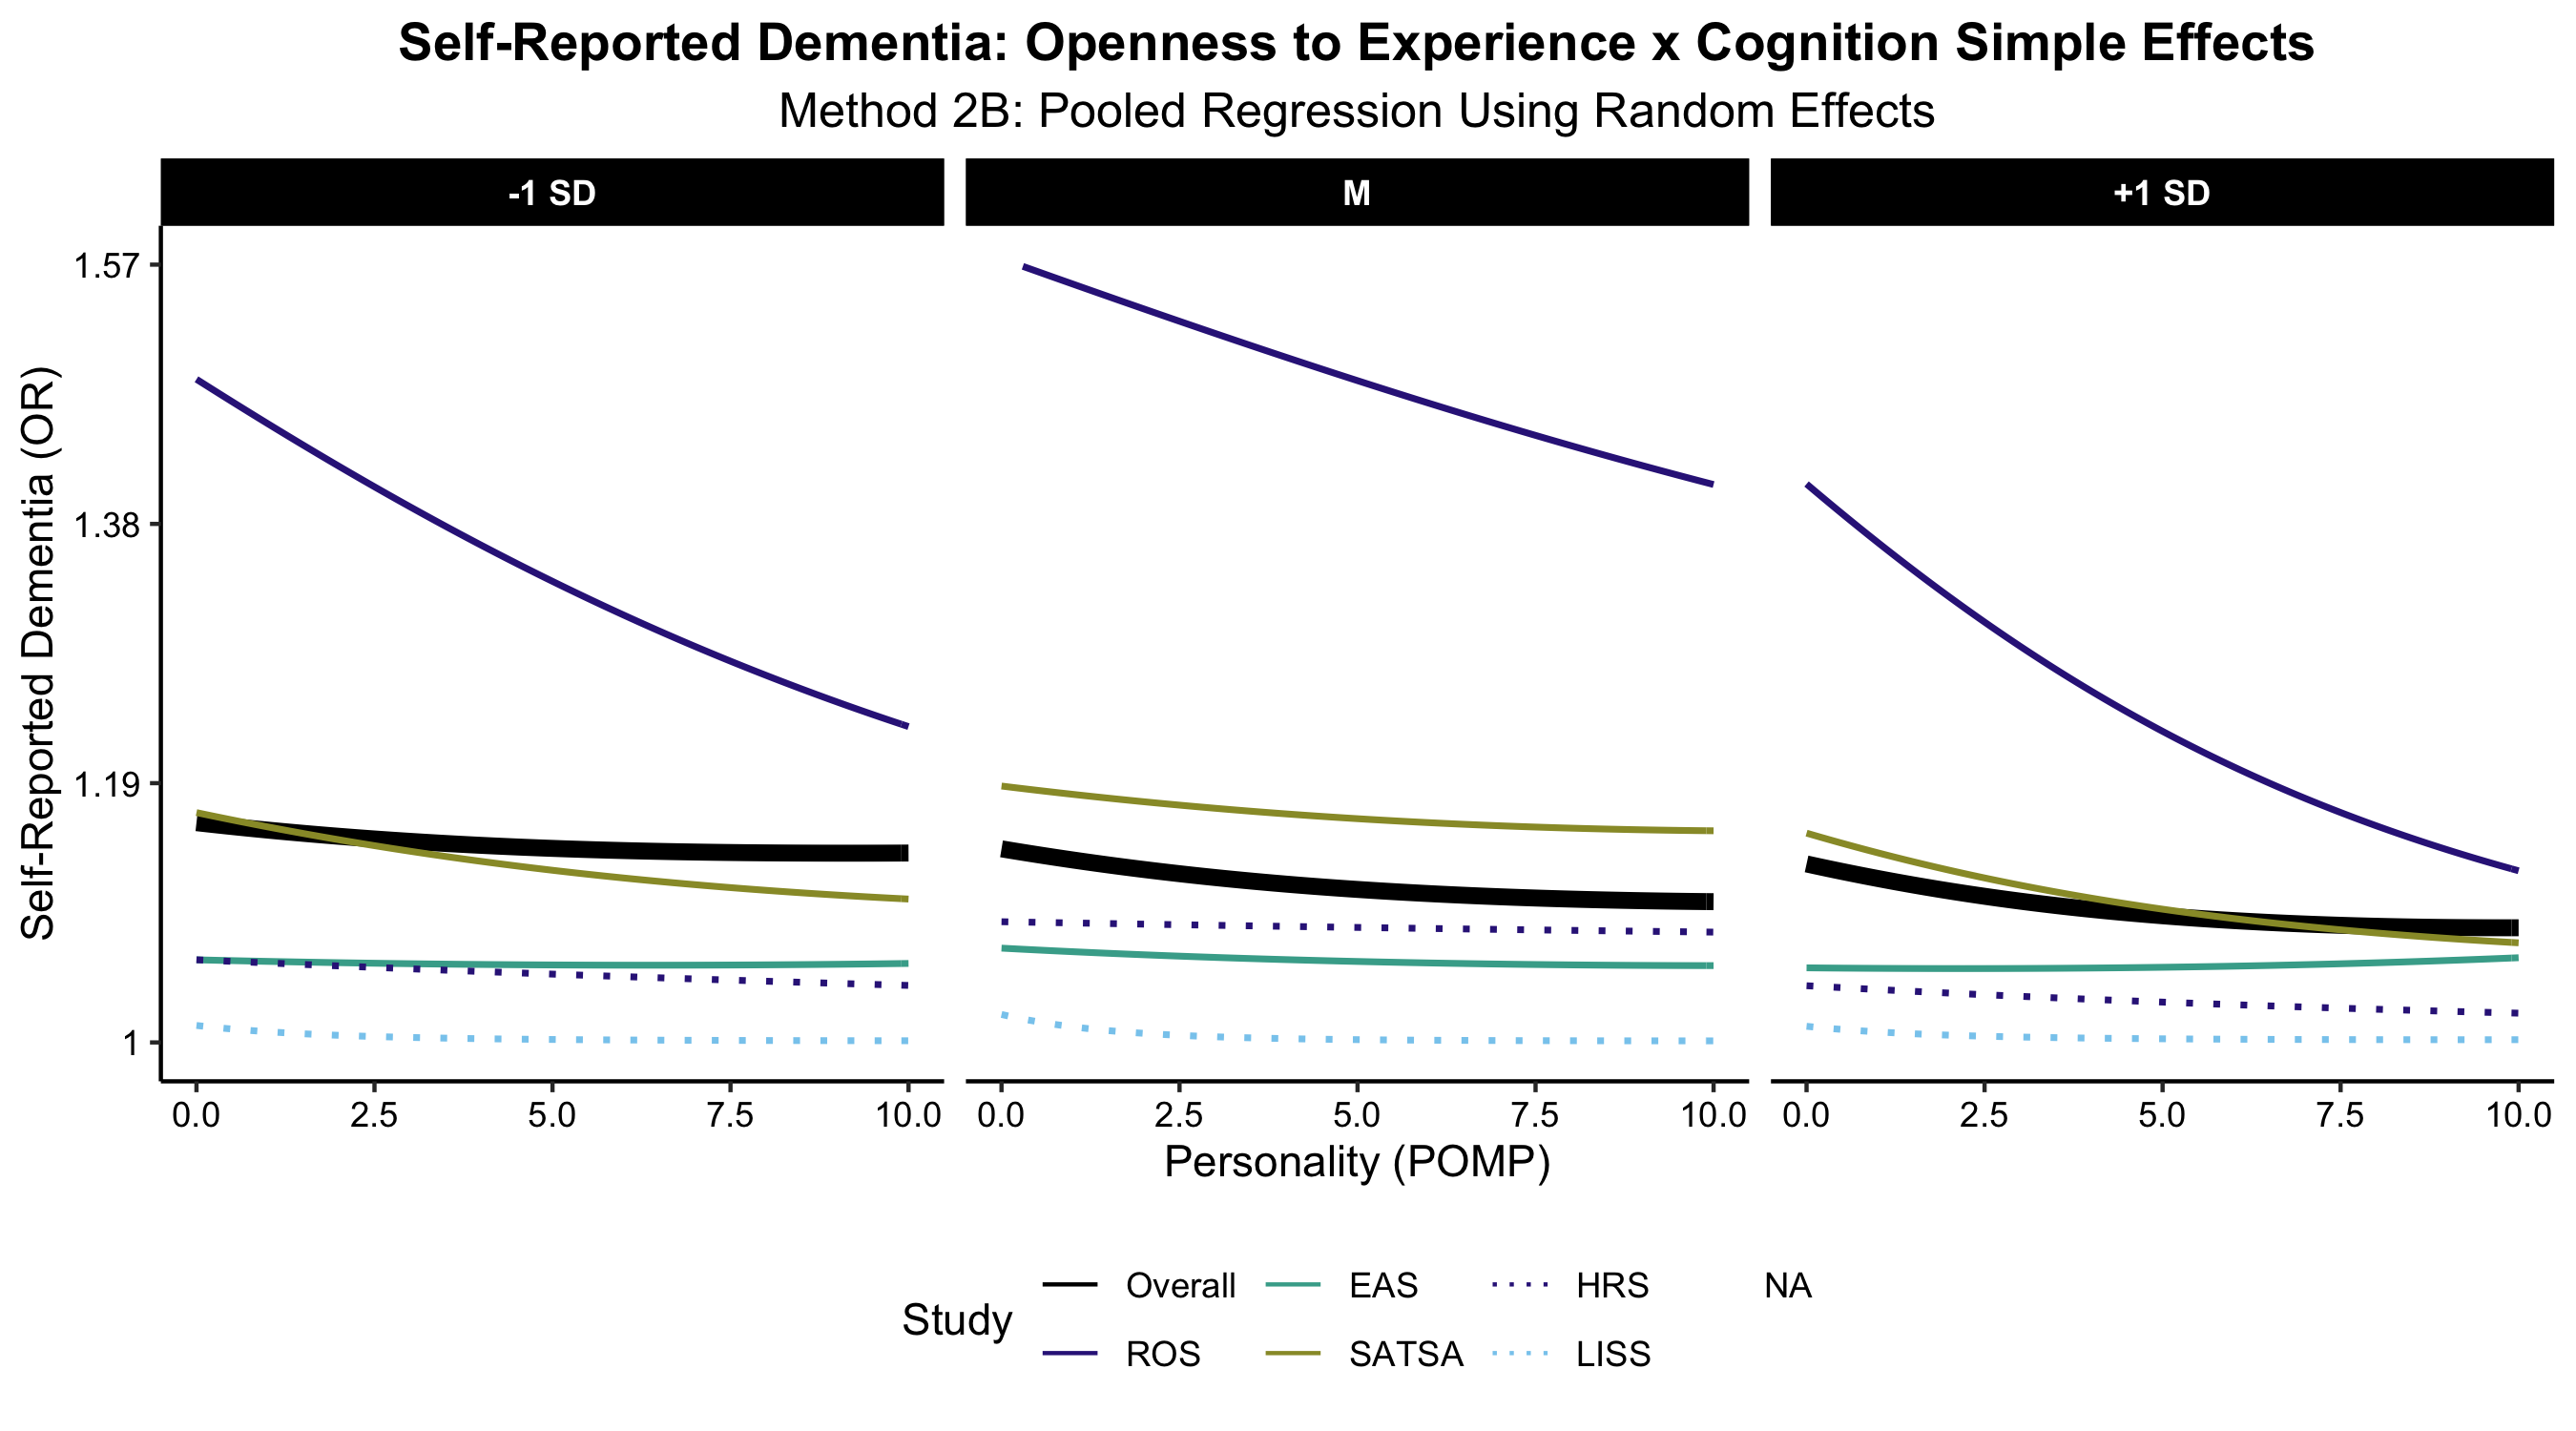 Self-Reported Dementia: Openness to Experience x Cognition Simple Effects
Method 2B: Pooled Regression Using Random Effects
-1 SD M +1 SD
Self-Reported Dementia (OR)
1.57
1.38
1.19
1
0.0 2.5 5.0 7.5 10.0 0.0 2.5 5.0 7.5 10.0 0.0 2.5 5.0 7.5 10.0
Personality (POMP)
Study
Overall EAS HRS NA
ROS SATSA LISS